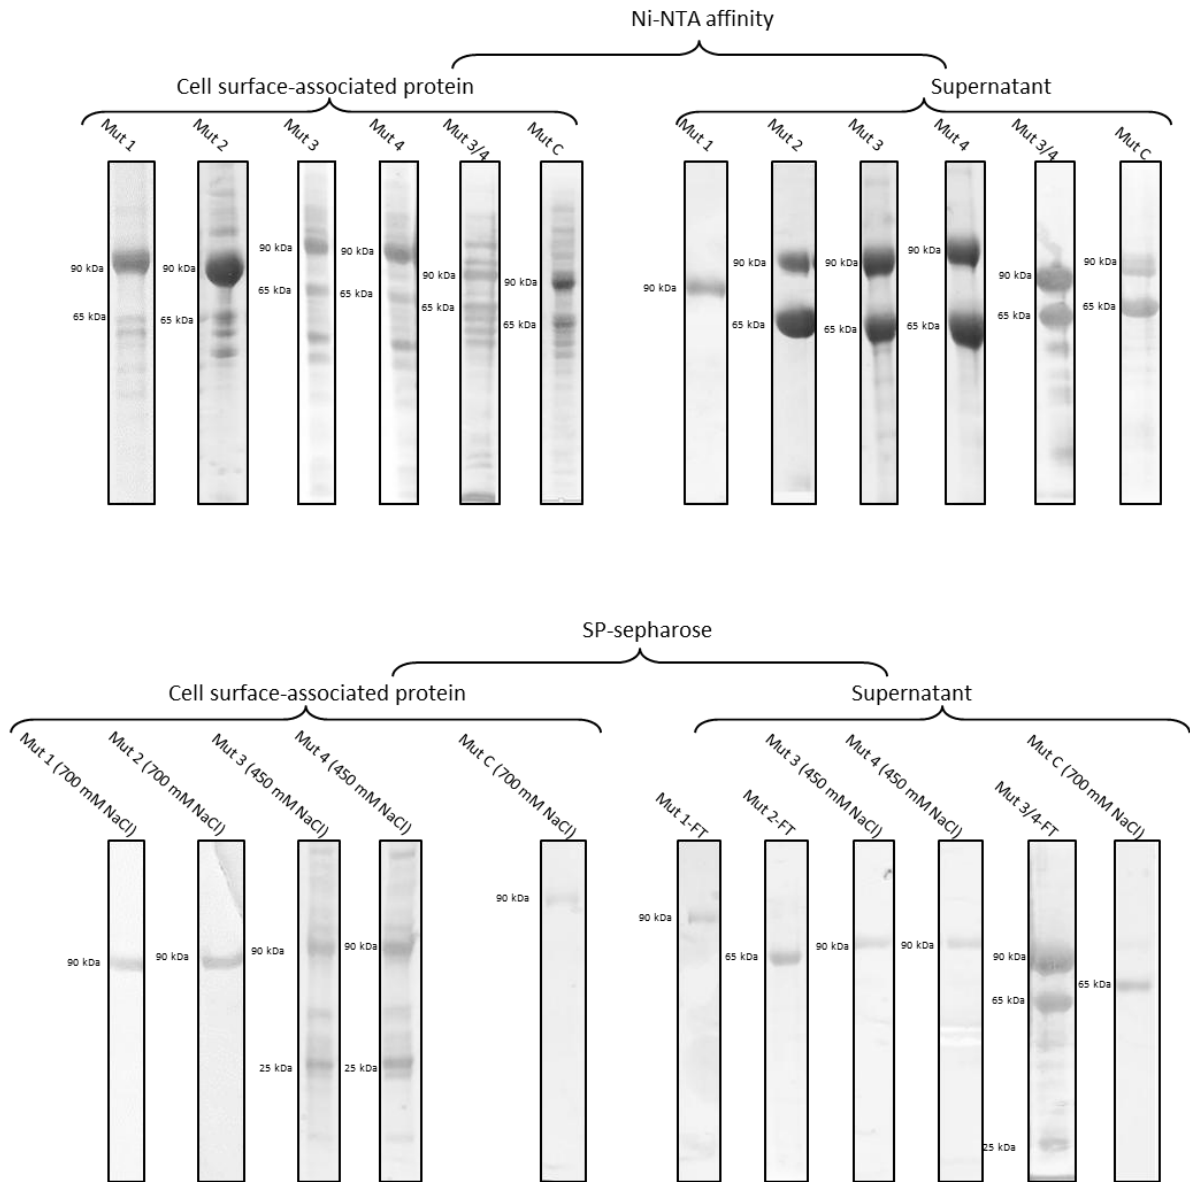 Ni-NTA affinity
Cell surface-associated protein
Supernatant
Mut 1
Mut 2
Mut 3
Mut 4
Mut 3/4
Mut C
Mut 1
Mut 2
Mut 3
Mut 4
Mut 3/4
Mut C
90 kDa
65 kDa
90 kDa
65 kDa
90 kDa
65 kDa
90 kDa
65 kDa
90 kDa
65 kDa
90 kDa
65 kDa
90 kDa
90 kDa
65 kDa
90 kDa
65 kDa
90 kDa
65 kDa
90 kDa
65 kDa
90 kDa
65 kDa
SP-sepharose
Cell surface-associated protein
Supernatant
Mut 1 (700 mM NaCl)
Mut 2 (700 mM NaCl)
Mut 3 (450 mM NaCl)
Mut 4 (450 mM NaCl)
Mut C (700 mM NaCl)
Mut 1-FT
Mut 2-FT
Mut 3 (450 mM NaCl)
Mut 4 (450 mM NaCl)
Mut 3/4-FT
Mut C (700 mM NaCl)
90 kDa
90 kDa
90 kDa
25 kDa
90 kDa
25 kDa
90 kDa
90 kDa
65 kDa
90 kDa
90 kDa
90 kDa
65 kDa
25 kDa
65 kDa